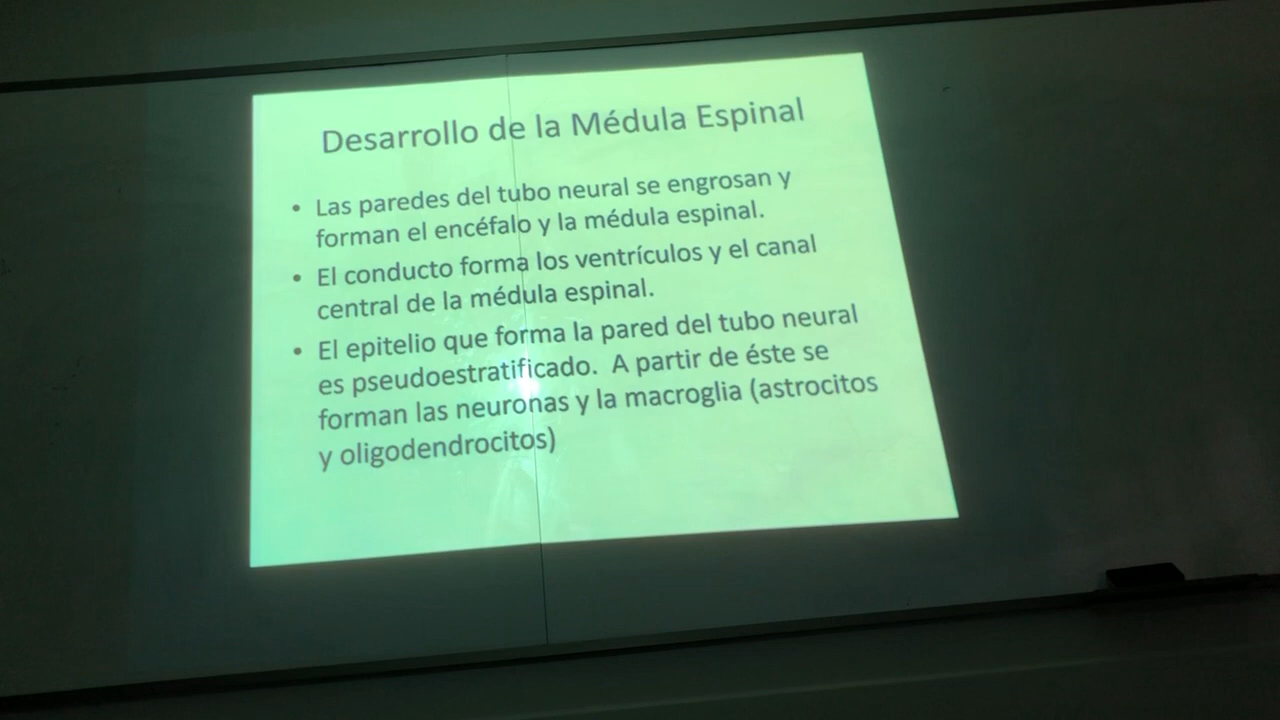 Desarrollo de la Médula Espinal
• Las paredes del tubo neural se engrosan y
forman el encéfalo y la médula espinal.
• El conducto forma los ventrículos y el canal
central de la médula espinal.
• El epitelio que forma la pared del tubo neural
es pseudoestratificado. A partir de éste se
forman las neuronas y la macroglia (astrocitos
y oligodendrocitos)